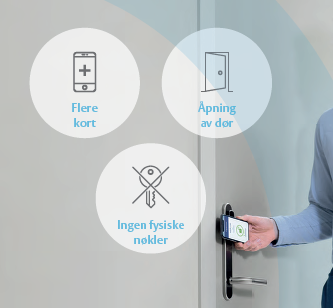 Flere
kort
Åpning
av dør
Ingen fysiske
nøkler